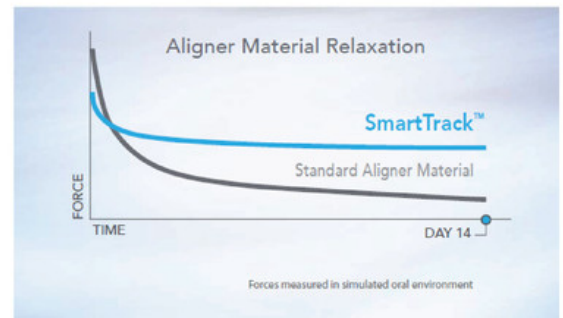 Aligner Material Relaxation
SmartTrack™
Standard Aligner Material
FORCE
TIME
DAY 14
Forces measured in simulated oral environment